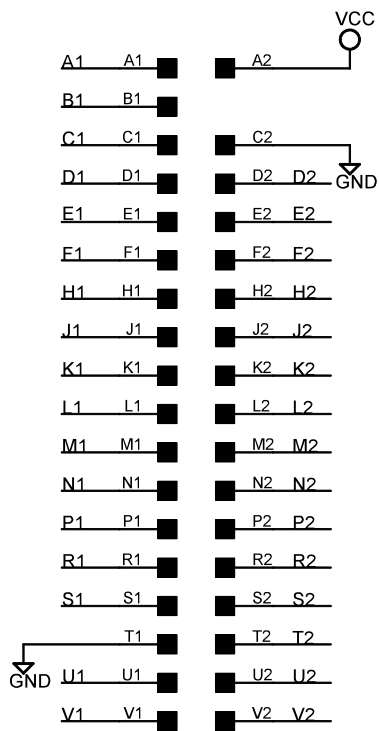 VCC
A1 A1 A2
B1 B1
C1 C1 C2
D1 D1 D2 D2
GND
E1 E1 E2 E2
F1 F1 F2 F2
H1 H1 H2 H2
J1 J1 J2 J2
K1 K1 K2 K2
L1 L1 L2 L2
M1 M1 M2 M2
N1 N1 N2 N2
P1 P1 P2 P2
R1 R1 R2 R2
S1 S1 S2 S2
T1 T2 T2
GND U1 U1 U2 U2
V1 V1 V2 V2